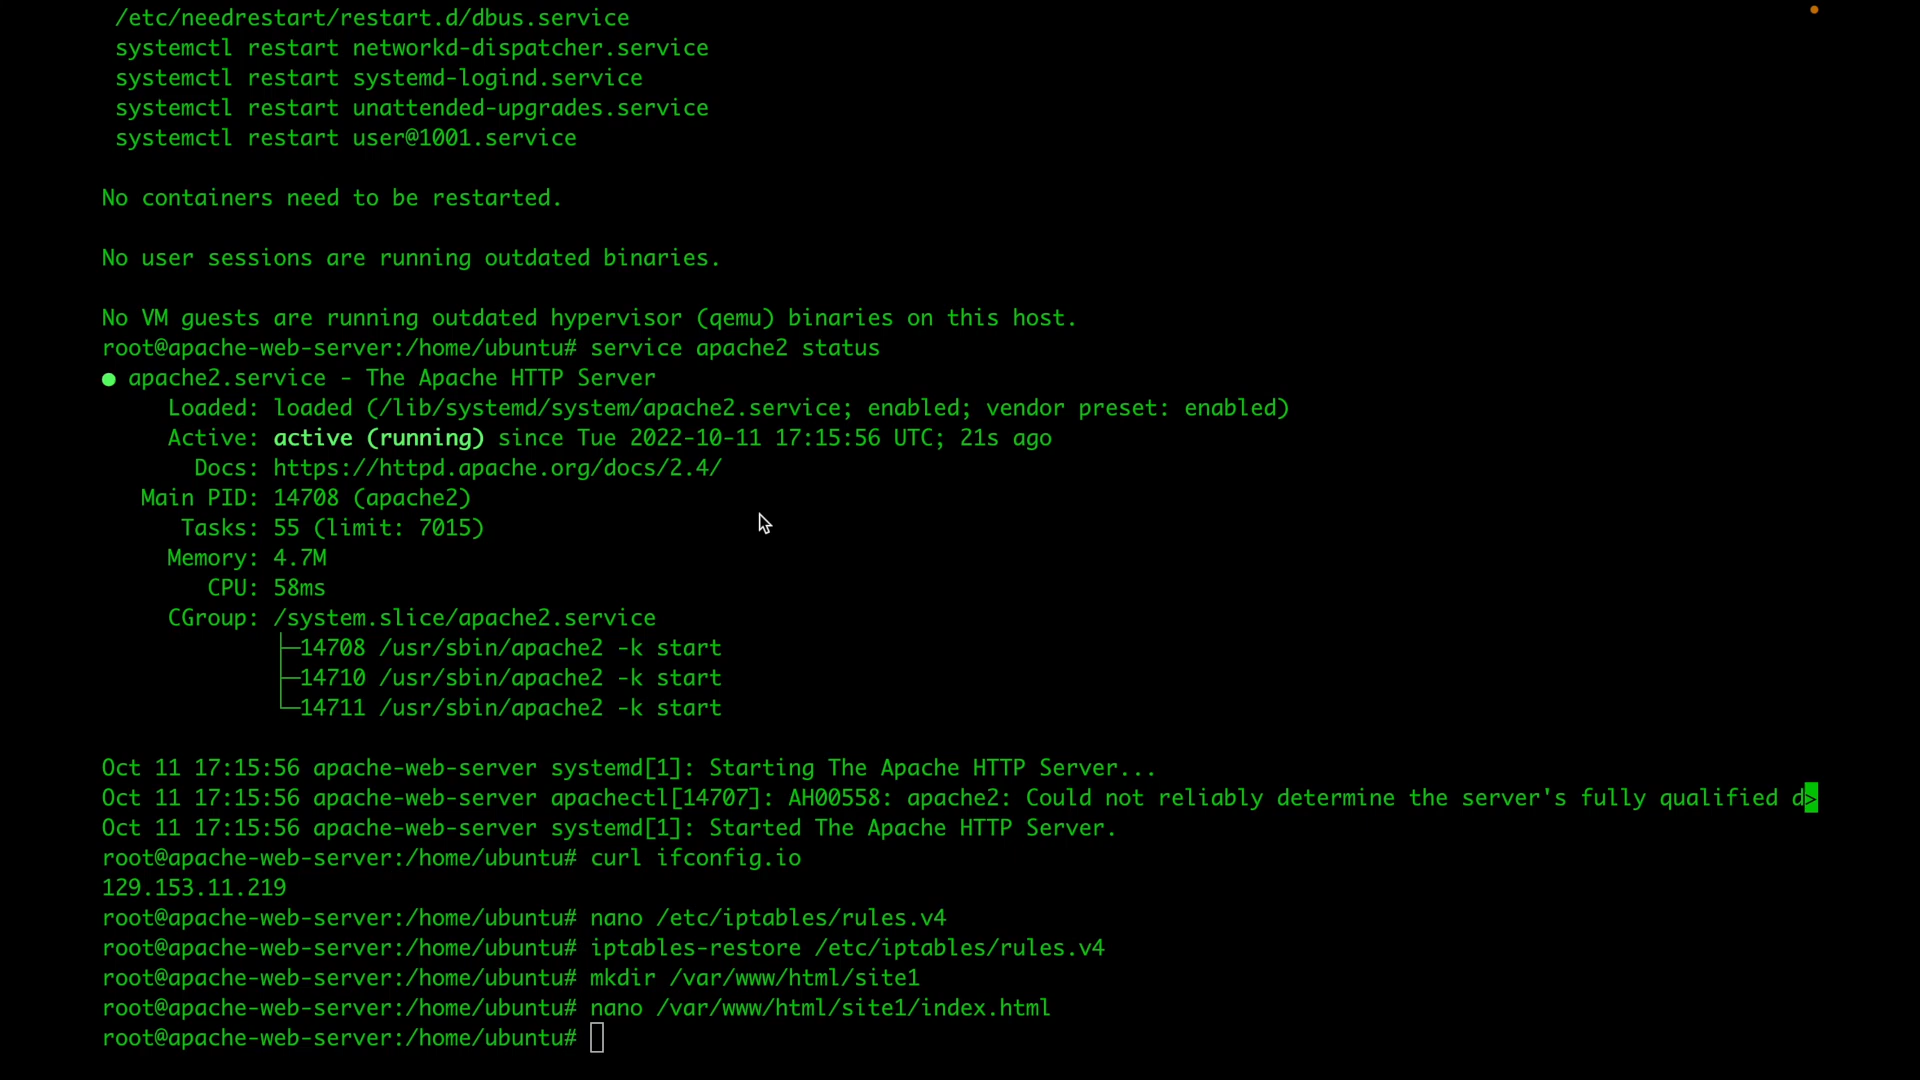 /etc/needrestart/restart.d/dbus.service
systemctl restart networkd-dispatcher.service
systemctl restart systemd-logind.service
systemctl restart unattended-upgrades.service
systemctl restart user@1001.service
No containers need to be restarted.
No user sessions are running outdated binaries.
No VM guests are running outdated hypervisor (qemu) binaries on this host.
root@apache-web-server:/home/ubuntu# service apache2 status
● apache2.service - The Apache HTTP Server
Loaded: loaded (/lib/systemd/system/apache2.service; enabled; vendor preset: enabled)
Active: active (running) since Tue 2022-10-11 17:15:56 UTC; 21s ago
Docs: https://httpd.apache.org/docs/2.4/
Main PID: 14708 (apache2)
Tasks: 55 (limit: 7015)
Memory: 4.7M
CPU: 58ms
CGroup: /system.slice/apache2.service
├─14708 /usr/sbin/apache2 -k start
├─14710 /usr/sbin/apache2 -k start
└─14711 /usr/sbin/apache2 -k start
Oct 11 17:15:56 apache-web-server systemd[1]: Starting The Apache HTTP Server...
Oct 11 17:15:56 apache-web-server apachectl[14707]: AH00558: apache2: Could not reliably determine the server's fully qualified d>
Oct 11 17:15:56 apache-web-server systemd[1]: Started The Apache HTTP Server.
root@apache-web-server:/home/ubuntu# curl ifconfig.io
129.153.11.219
root@apache-web-server:/home/ubuntu# nano /etc/iptables/rules.v4
root@apache-web-server:/home/ubuntu# iptables-restore /etc/iptables/rules.v4
root@apache-web-server:/home/ubuntu# mkdir /var/www/html/site1
root@apache-web-server:/home/ubuntu# nano /var/www/html/site1/index.html
root@apache-web-server:/home/ubuntu#